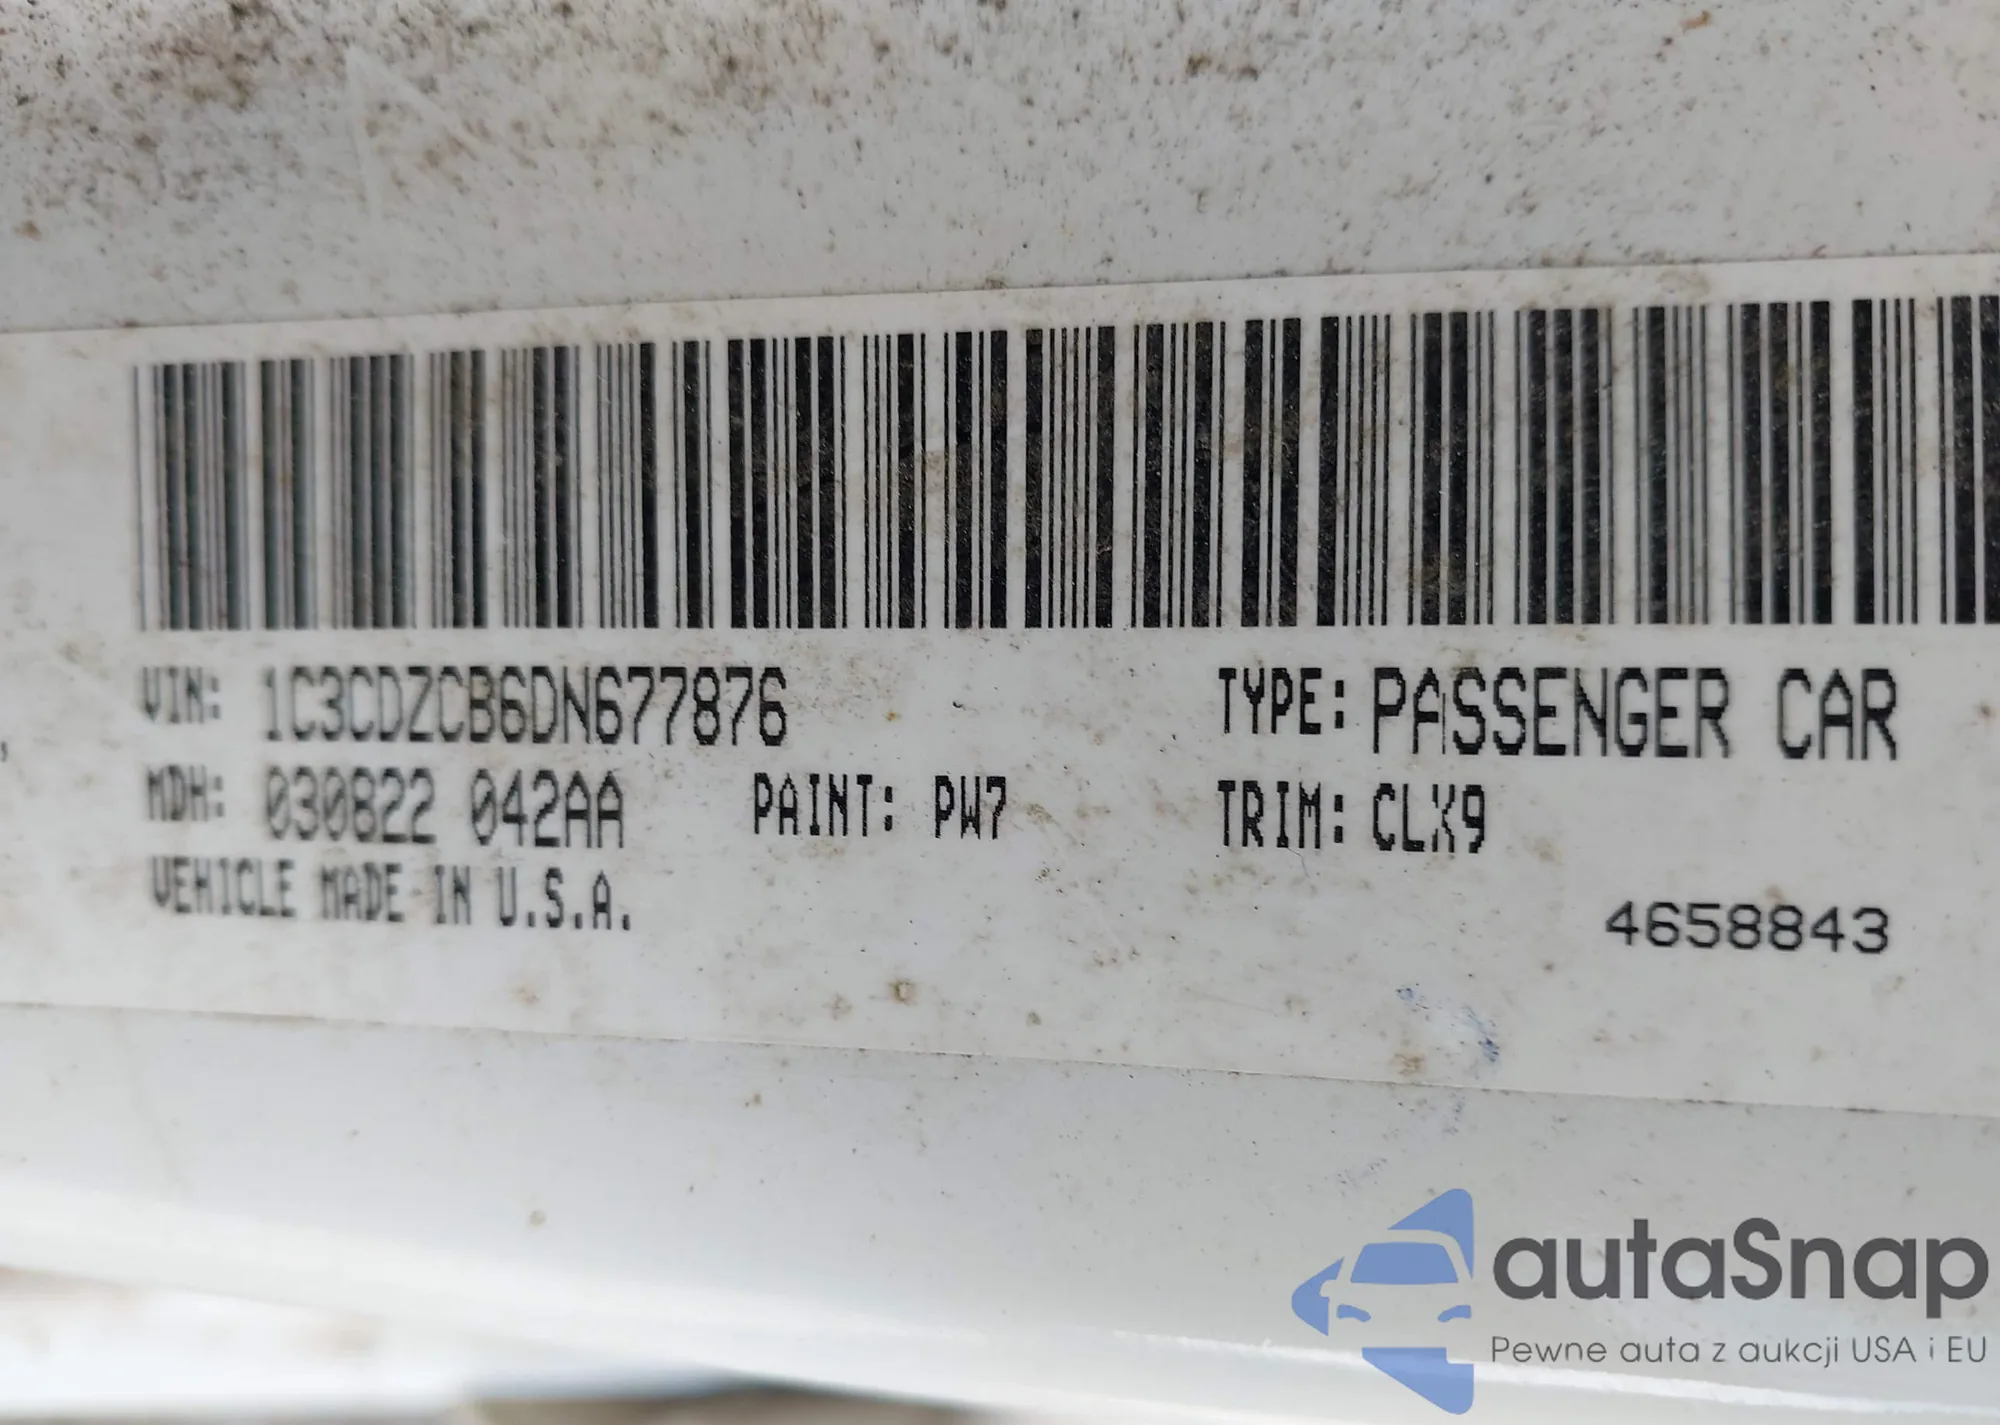 VIN: 1C3CDZCB6DN677876 TYPE: PASSENGER CAR
MDH: 030822 042AA PAINT: PW7 TRIM: CLX9
VEHICLE MADE IN U.S.A.
4658843
autaSnap
Pewne auta z aukcji USA i EU